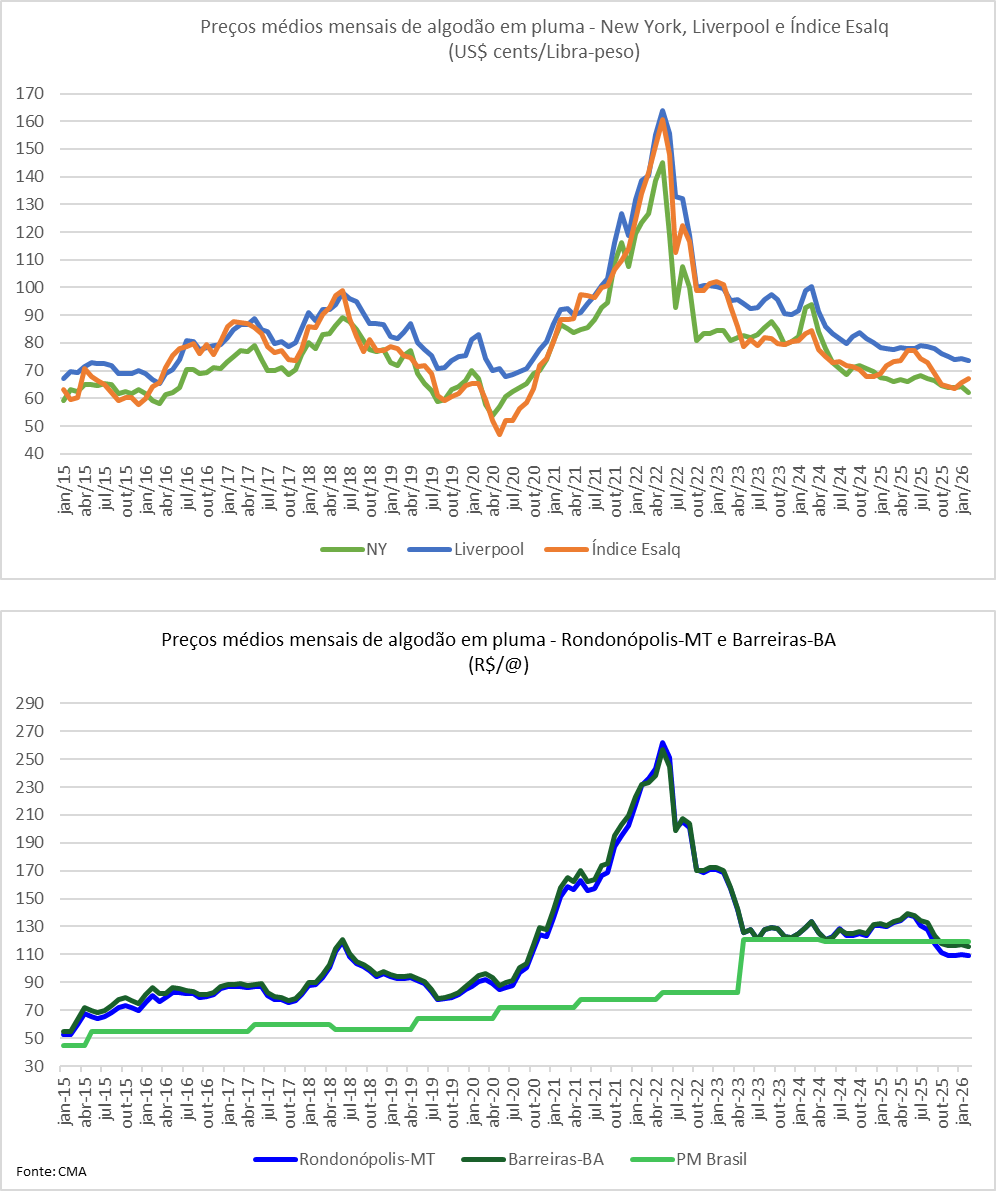 Preços médios mensais de algodão em pluma - New York, Liverpool e Índice Esalq
(US$ cents/Libra-peso)
170
160
150
140
130
120
110
100
90
80
70
60
50
40
jan/15
abr/15
jul/15
out/15
jan/16
abr/16
jul/16
out/16
jan/17
abr/17
jul/17
out/17
jan/18
abr/18
jul/18
out/18
jan/19
abr/19
jul/19
out/19
jan/20
abr/20
jul/20
out/20
jan/21
abr/21
jul/21
out/21
jan/22
abr/22
jul/22
out/22
jan/23
abr/23
jul/23
out/23
jan/24
abr/24
jul/24
out/24
jan/25
abr/25
jul/25
out/25
jan/26
NY Liverpool Índice Esalq
Preços médios mensais de algodão em pluma - Rondonópolis-MT e Barreiras-BA
(R$/@)
290
270
250
230
210
190
170
150
130
110
90
70
50
30
jan-15
abr-15
jul-15
out-15
jan-16
abr-16
jul-16
out-16
jan-17
abr-17
jul-17
out-17
jan-18
abr-18
jul-18
out-18
jan-19
abr-19
jul-19
out-19
jan-20
abr-20
jul-20
out-20
jan-21
abr-21
jul-21
out-21
jan-22
abr-22
jul-22
out-22
jan-23
abr-23
jul-23
out-23
jan-24
abr-24
jul-24
out-24
jan-25
abr-25
jul-25
out-25
jan-26
Rondonópolis-MT Barreiras-BA PM Brasil
Fonte: CMA